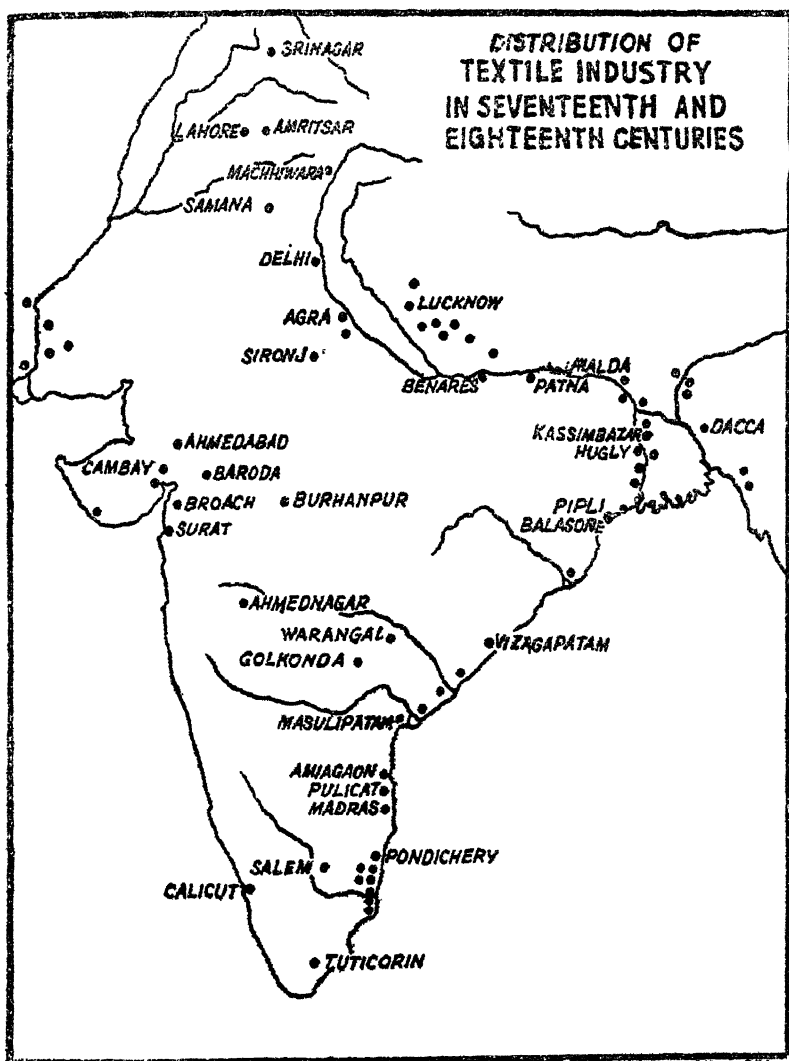 DISTRIBUTION OF
TEXTILE INDUSTRY
IN SEVENTEENTH AND
EIGHTEENTH CENTURIES
SRINAGAR
LAHORE
AMRITSAR
MACHHIWARA
SAMANA
DELHI
LUCKNOW
AGRA
SIRONJ
MALDA
BENARES
PATNA
DACCA
KASSIMBAZAR
HUGLY
AHMEDABAD
CAMBAY
BARODA
BROACH
BURHANPUR
PIPLI
BALASORE
SURAT
AHMEDNAGAR
WARANGAL
VIZAGAPATAM
GOLKONDA
MASULIPATAM
PULICAT
MADRAS
PONDICHERY
SALEM
CALICUT
TUTICORIN